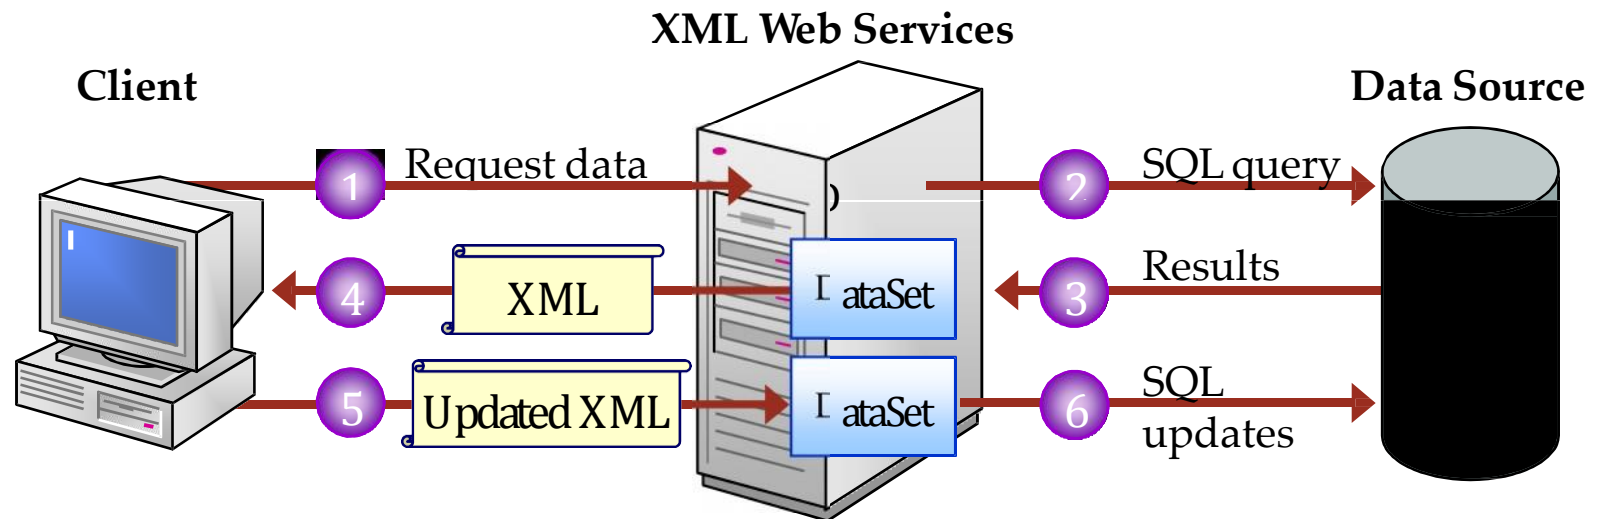 XML Web Services
Client
Data Source
1 Request data
2 SQL query
4 XML
ataSet
3 Results
5 Updated XML
ataSet
6 SQL
updates